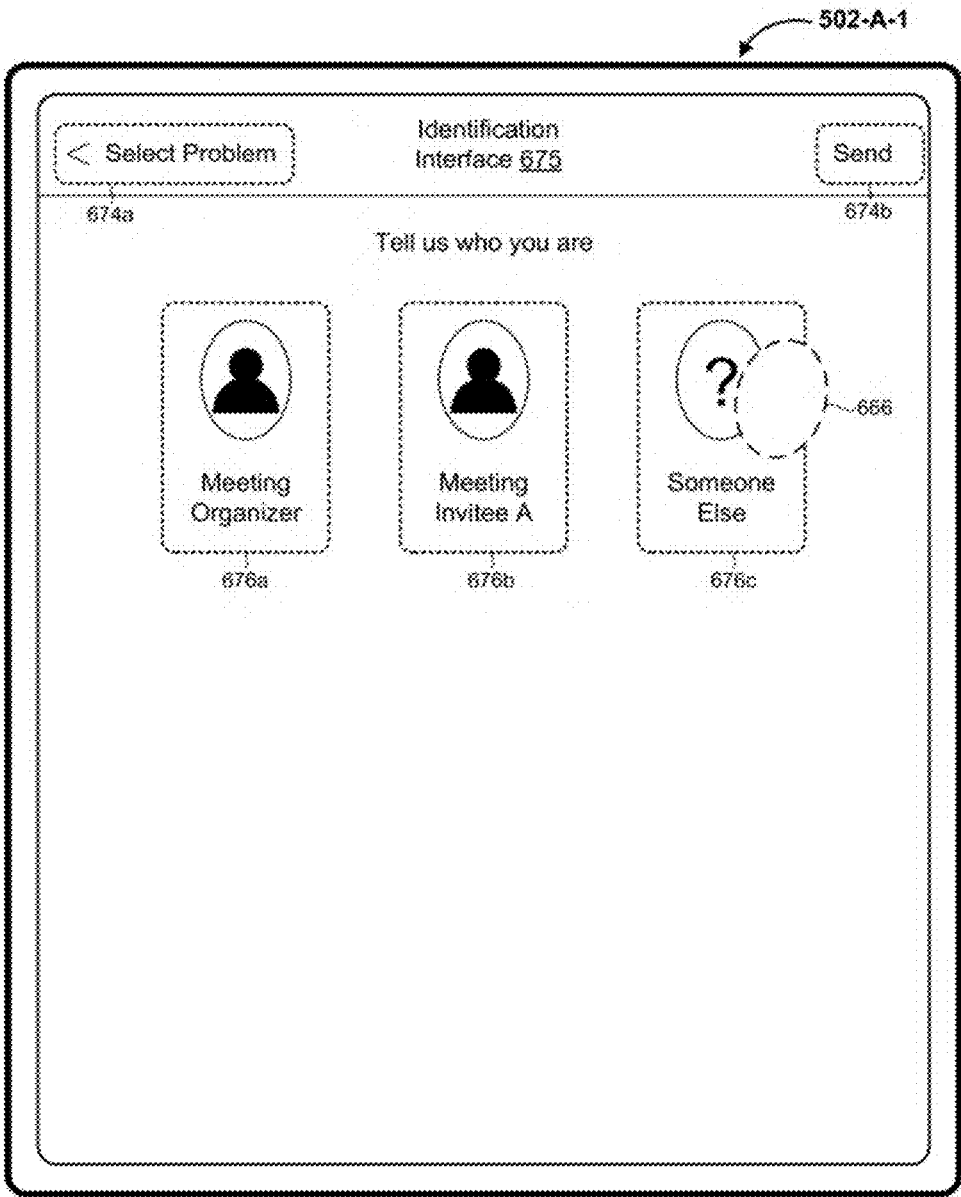 502-A-1
< Select Problem
Identification
Interface 675
Send
674a
674b
Tell us who you are
?
666
Meeting
Organizer
Meeting
Invitee A
Someone
Else
676a
676b
676c